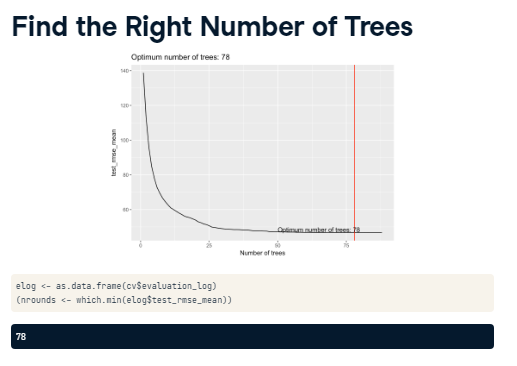 Find the Right Number of Trees
Optimum number of trees: 78
140
120
100
80
60
test_rmse_mean
Optimum number of trees: 78
0 25 50 75
Number of trees
elog <- as.data.frame(cv$evaluation_log)
(nrounds <- which.min(elog$test_rmse_mean))
78